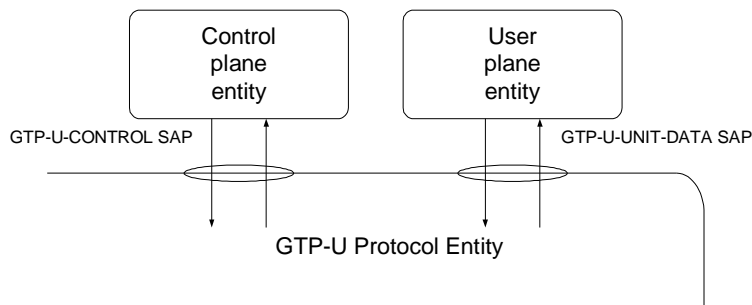 Control
plane
entity
User
plane
entity
GTP-U-CONTROL SAP
GTP-U-UNIT-DATA SAP
GTP-U Protocol Entity